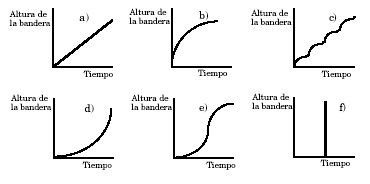 Altura de
la bandera
a)
Tiempo
Altura de
la bandera
b)
Tiempo
Altura de
la bandera
c)
Tiempo
Altura de
la bandera
d)
Tiempo
Altura de
la bandera
e)
Tiempo
Altura de
la bandera
f)
Tiempo